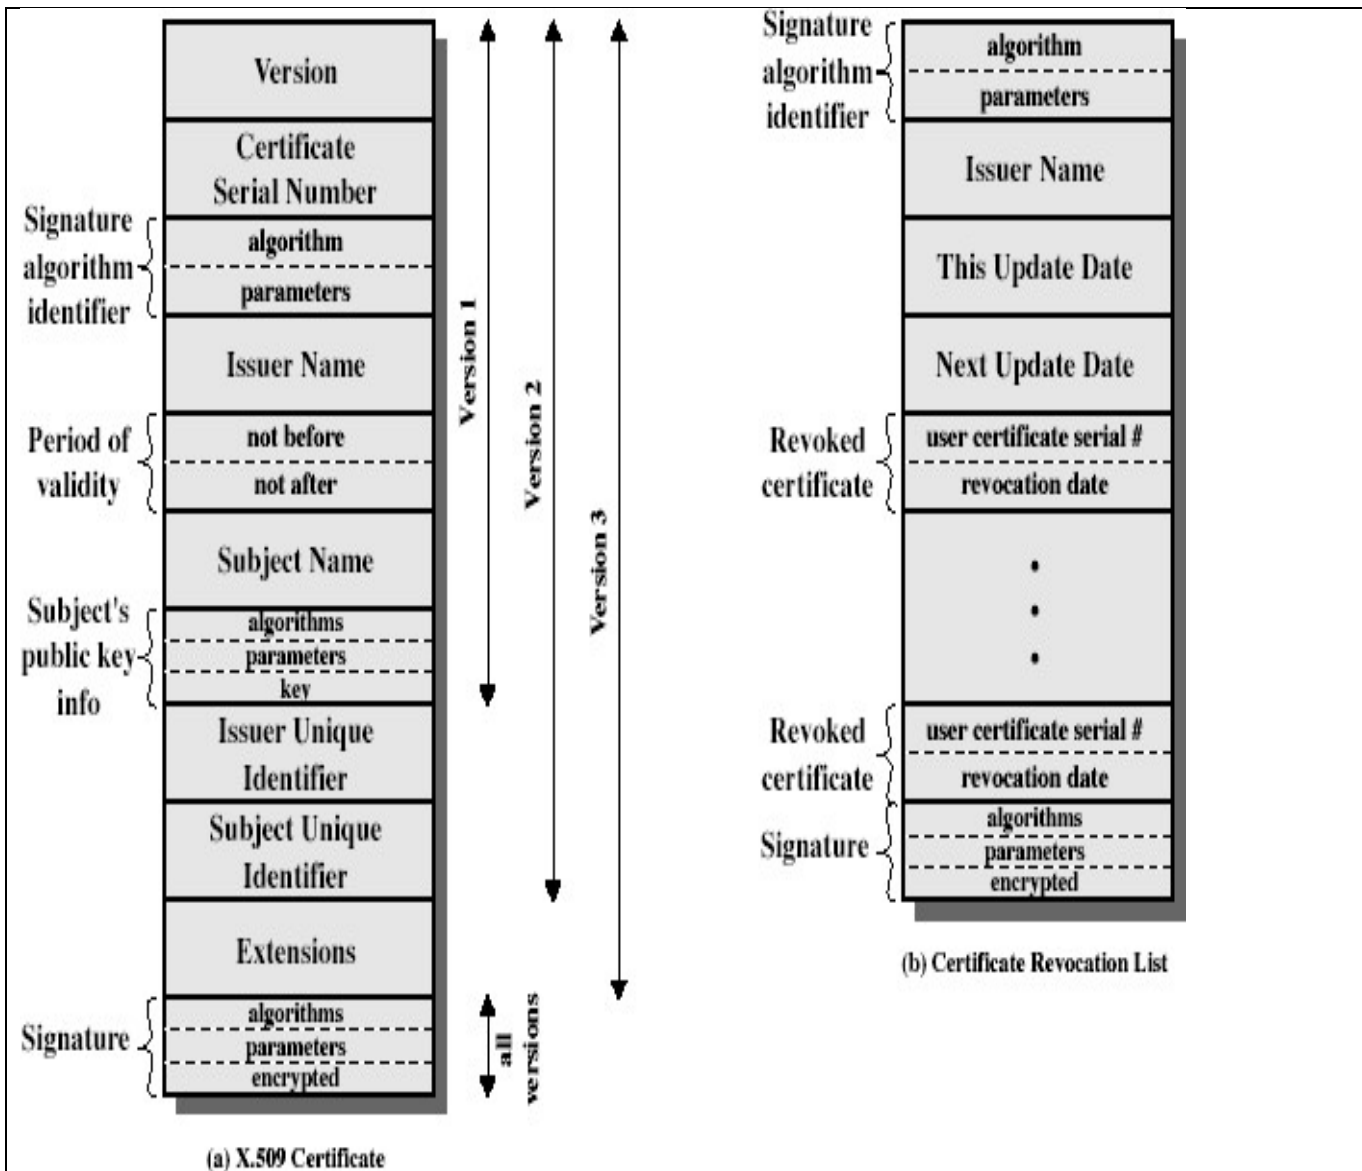 Version
Certificate
Serial Number
Signature
algorithm
identifier
algorithm
parameters
Issuer Name
Period of
validity
not before
not after
Subject Name
Subject's
public key
info
algorithms
parameters
key
Issuer Unique
Identifier
Subject Unique
Identifier
Extensions
Signature
algorithms
parameters
encrypted
Version 1
Version 2
Version 3
all
versions
(a) X.509 Certificate
Signature
algorithm
identifier
algorithm
parameters
Issuer Name
This Update Date
Next Update Date
Revoked
certificate
user certificate serial #
revocation date
Revoked
certificate
user certificate serial #
revocation date
Signature
algorithms
parameters
encrypted
(b) Certificate Revocation List